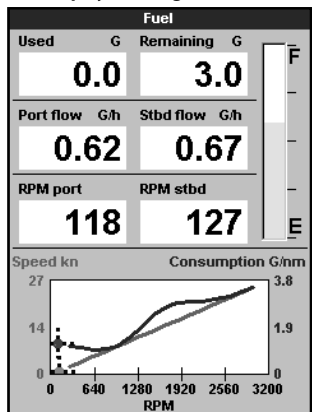 Fuel
Used G Remaining G
0.0 3.0
F
Port flow G/h Stbd flow G/h
0.62 0.67
RPM port RPM stbd
118 127
E
Speed kn Consumption G/nm
27 3.8
14 1.9
0 0
0 640 1280 1920 2560 3200
RPM